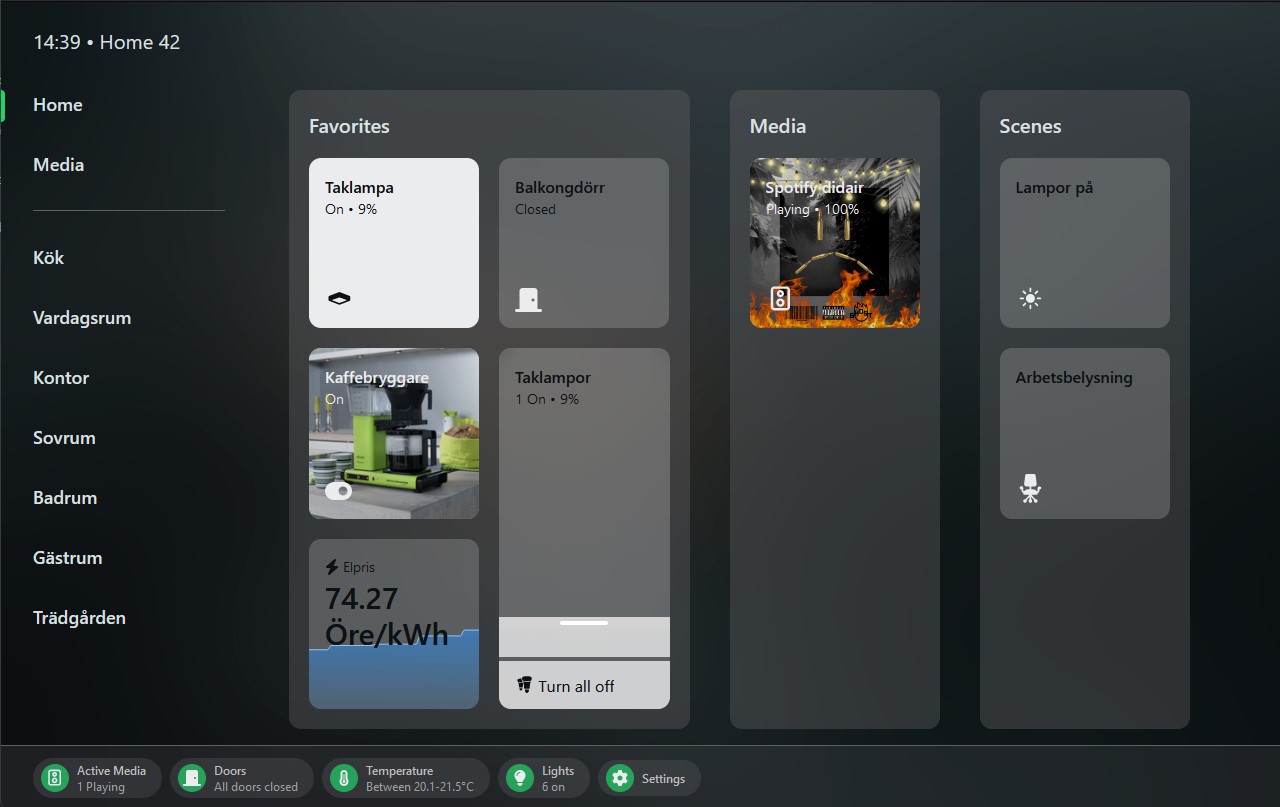 14:39 • Home 42
Home
Media
Kök
Vardagsrum
Kontor
Sovrum
Badrum
Gästrum
Trädgården
Favorites
Taklampa
On • 9%
Balkongdörr
Closed
Kaffebryggare
On
Taklampor
1 On • 9%
Elpris
74.27
Öre/kWh
Turn all off
Media
Spotify didair
Playing • 100%
Scenes
Lampor på
Arbetsbelysning
Active Media
1 Playing
Doors
All doors closed
Temperature
Between 20.1-21.5°C
Lights
6 on
Settings